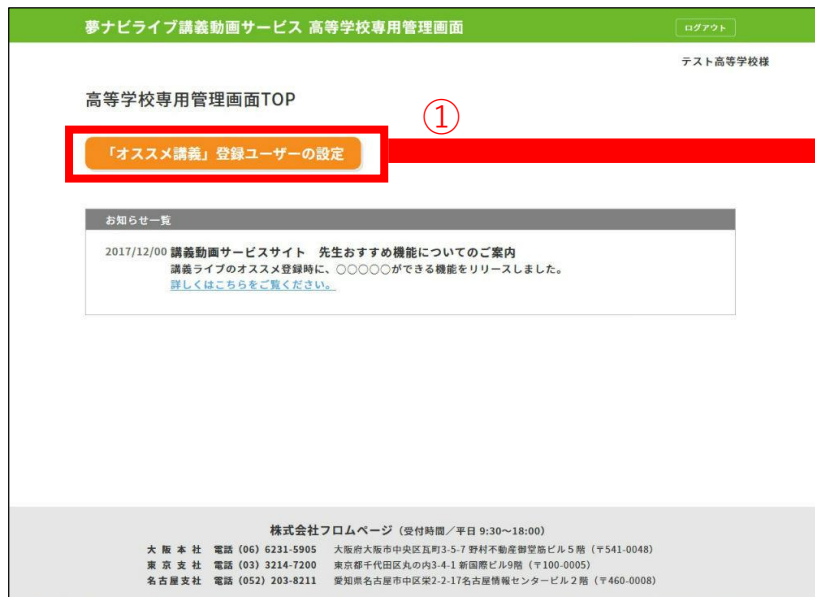 夢ナビライブ講義動画サービス 高等学校専用管理画面
ログアウト
テスト高等学校様
高等学校専用管理画面TOP
①
「オススメ講義」登録ユーザーの設定
お知らせ一覧
2017/12/00 講義動画サービスサイト 先生おすすめ機能についてのご案内
講義ライブのオススメ登録時に、○○○○○ができる機能をリリースしました。
詳しくはこちらをご覧ください。
株式会社フロムページ（受付時間／平日 9:30〜18:00）
大 阪 本 社 電話 (06) 6231-5905 大阪府大阪市中央区瓦町3-5-7 野村不動産御堂筋ビル５階（〒541-0048）
東 京 支 社 電話 (03) 3214-7200 東京都千代田区丸の内3-4-1 新国際ビル9階（〒100-0005）
名古屋支社 電話 (052) 203-8211 愛知県名古屋市中区栄2-2-17名古屋情報センタービル２階（〒460-0008）